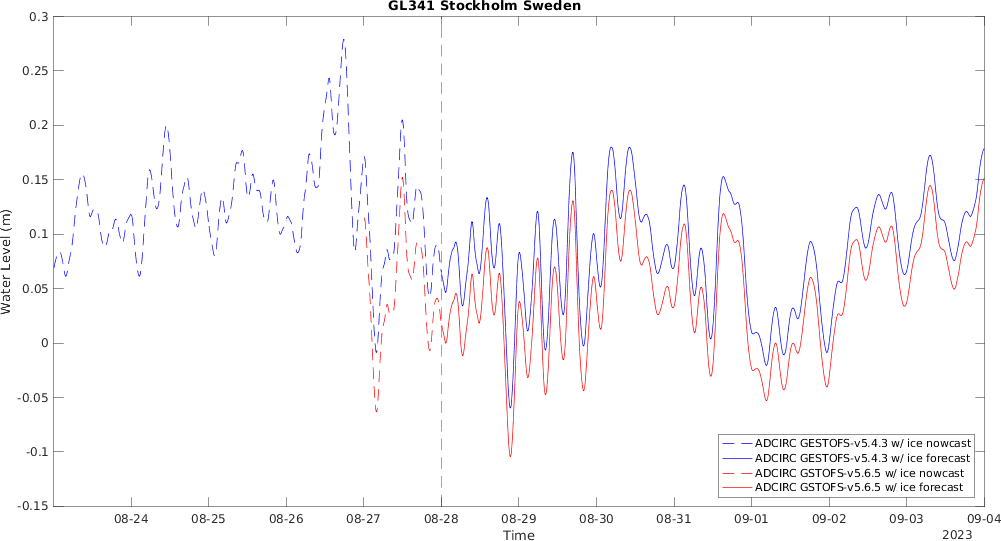 GL341 Stockholm Sweden
0.3
0.25
0.2
0.15
0.1
0.05
0
-0.05
-0.1
-0.15
Water Level (m)
ADCIRC GESTOFS-v5.4.3 w/ ice nowcast
ADCIRC GESTOFS-v5.4.3 w/ ice forecast
ADCIRC GSTOFS-v5.6.5 w/ ice nowcast
ADCIRC GSTOFS-v5.6.5 w/ ice forecast
08-24 08-25 08-26 08-27 08-28 08-29 08-30 08-31 09-01 09-02 09-03 09-04
Time
2023